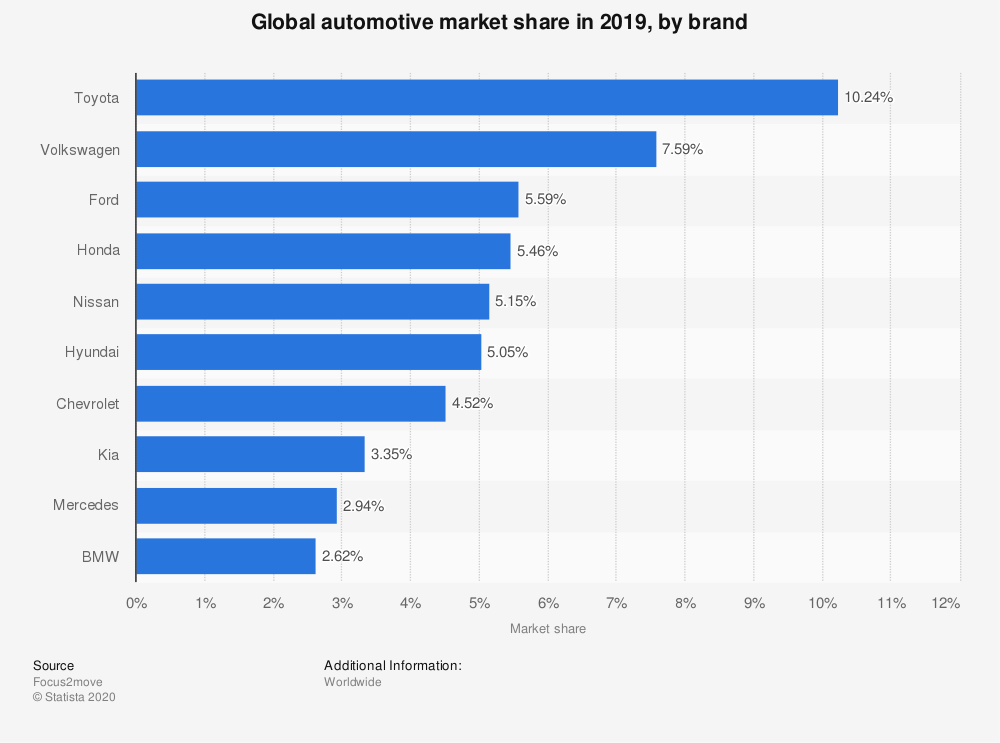 Global automotive market share in 2019, by brand
Toyota 10.24%
Volkswagen 7.59%
Ford 5.59%
Honda 5.46%
Nissan 5.15%
Hyundai 5.05%
Chevrolet 4.52%
Kia 3.35%
Mercedes 2.94%
BMW 2.62%
0% 1% 2% 3% 4% 5% 6% 7% 8% 9% 10% 11% 12%
Market share
Source
Focus2move
© Statista 2020
Additional Information:
Worldwide